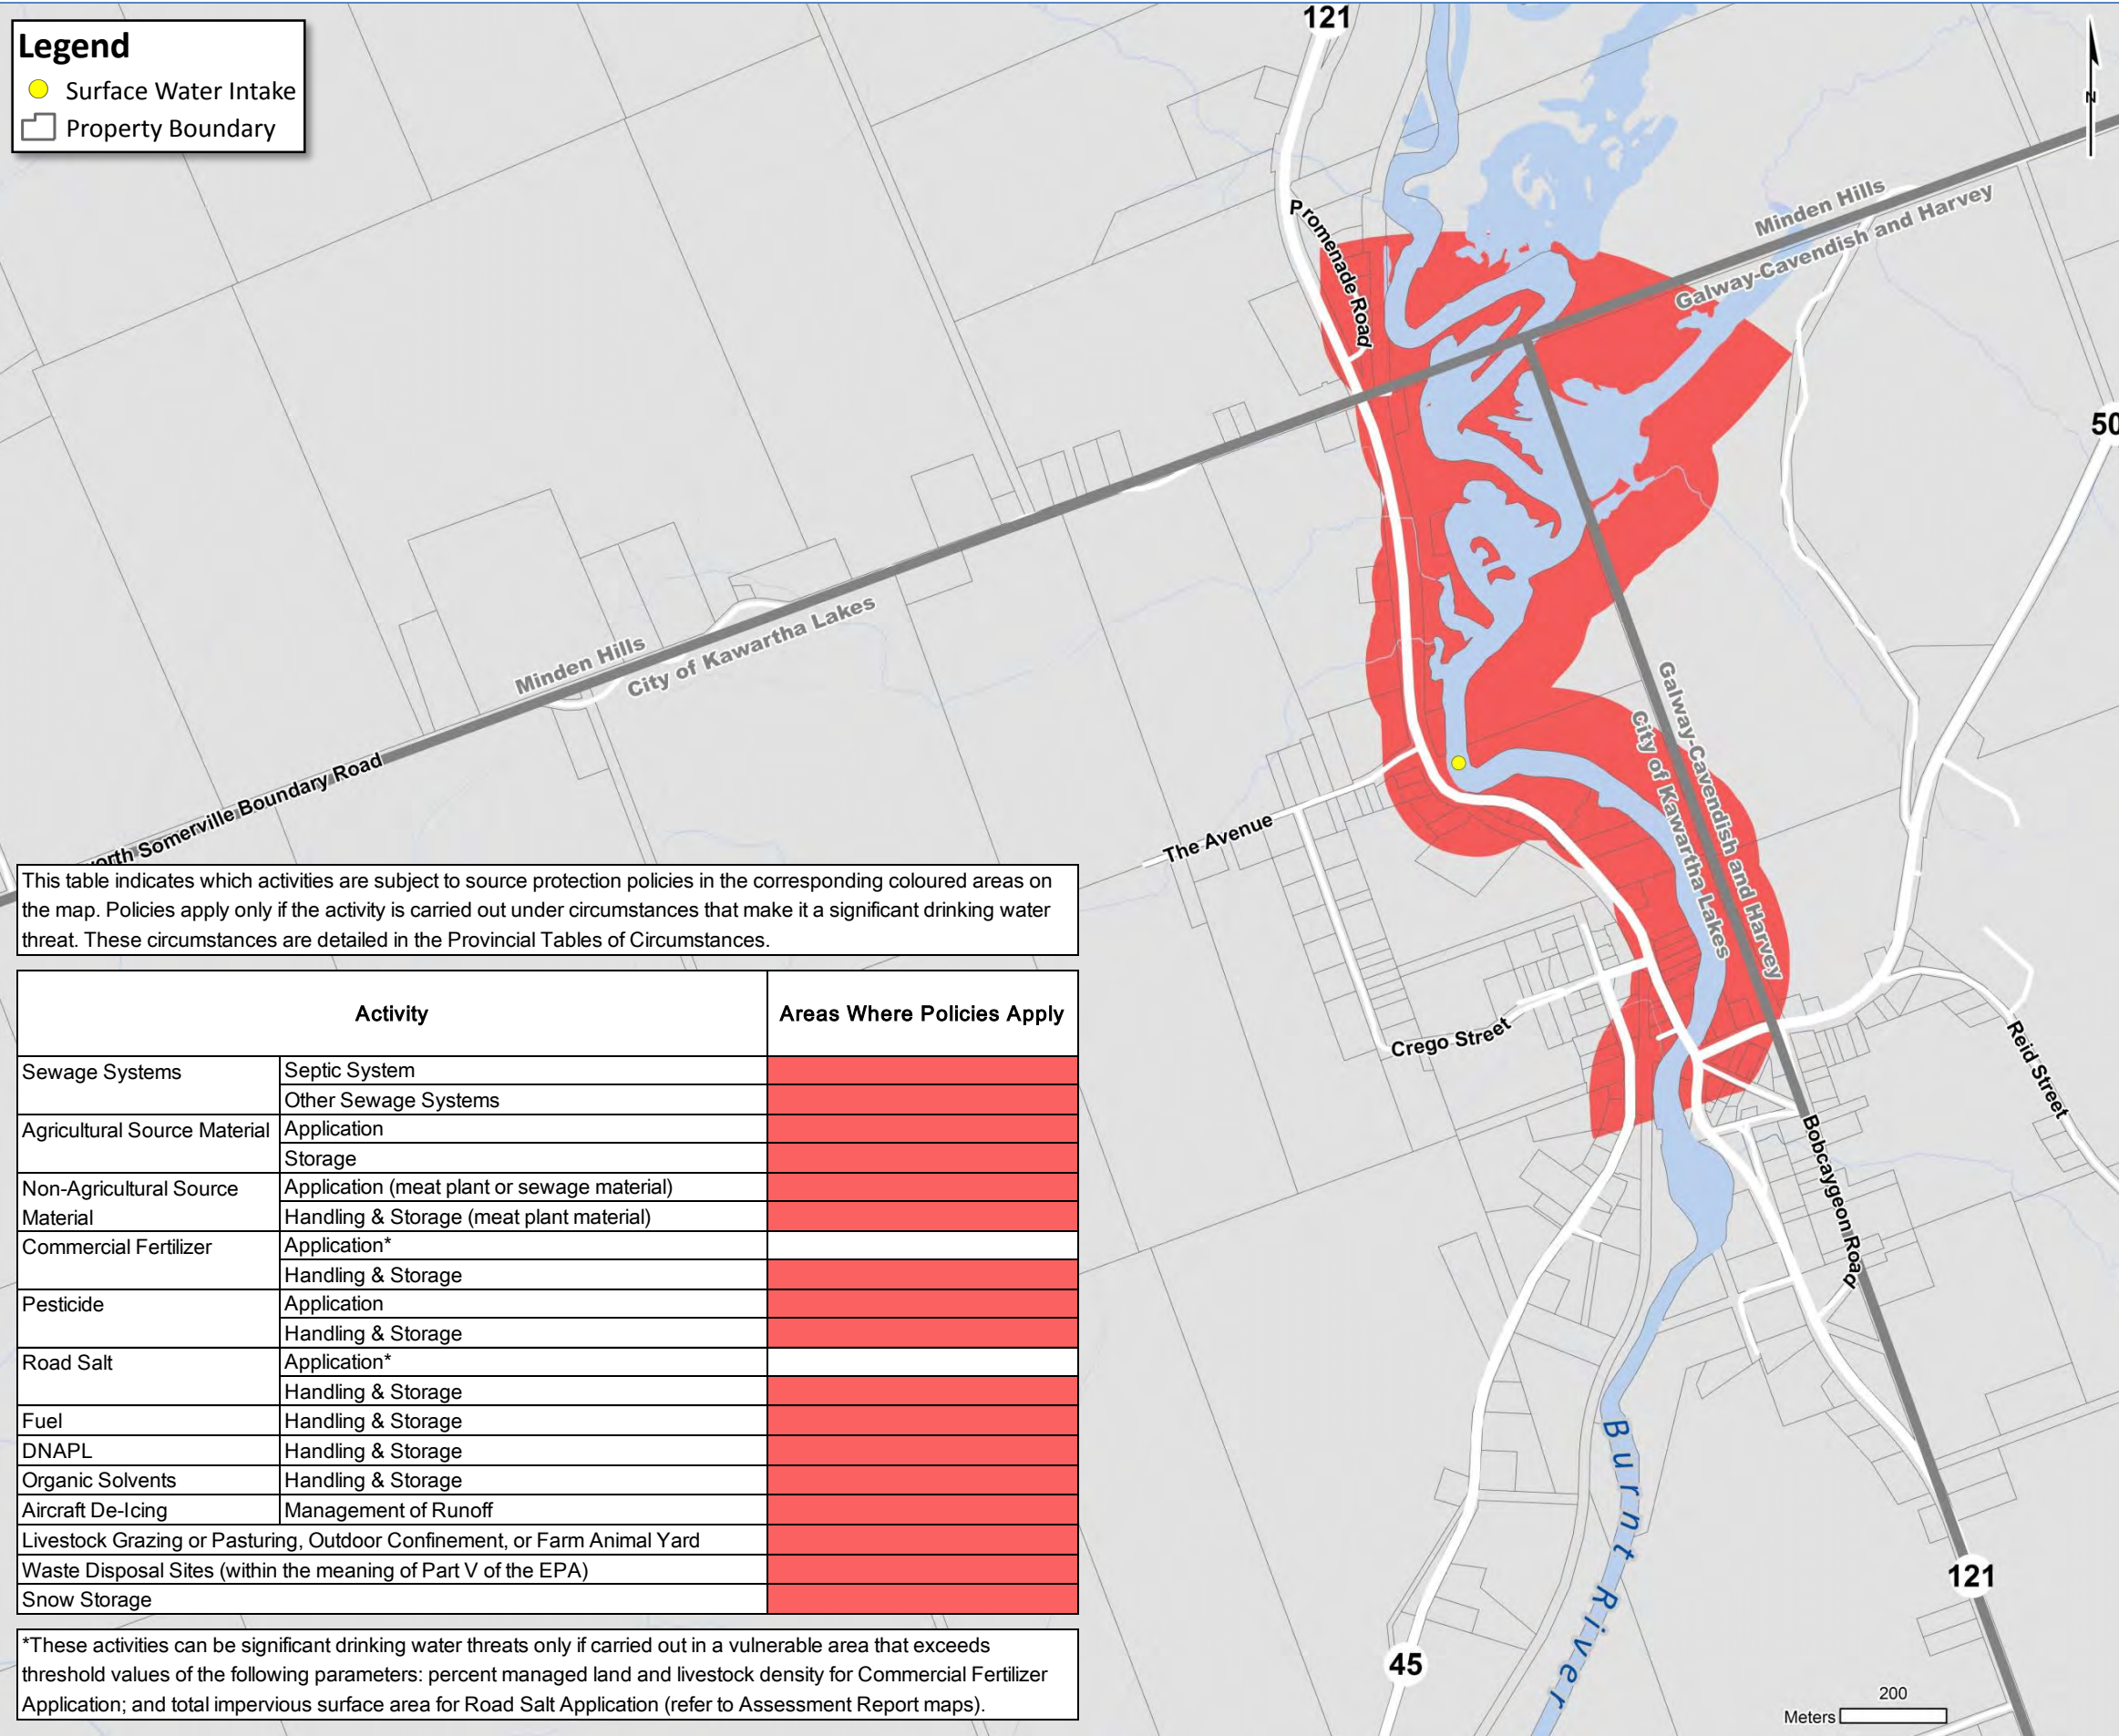 Legend
Surface Water Intake
Property Boundary
121
N
Promenade Road
Minden Hills
Galway-Cavendish and Harvey
50
Minden Hills
City of Kawartha Lakes
Galway-Cavendish and Harvey
City of Kawartha Lakes
orth Somerville Boundary Road
The Avenue
Crego Street
Reid Street
Bobcaygeon Road
Burnt River
121
45
200
Meters
This table indicates which activities are subject to source protection policies in the corresponding coloured areas on
the map. Policies apply only if the activity is carried out under circumstances that make it a significant drinking water
threat. These circumstances are detailed in the Provincial Tables of Circumstances.
Activity Areas Where Policies Apply
Sewage Systems Septic System
Other Sewage Systems
Agricultural Source Material Application
Storage
Non-Agricultural Source Application (meat plant or sewage material)
Material Handling & Storage (meat plant material)
Commercial Fertilizer Application*
Handling & Storage
Pesticide Application
Handling & Storage
Road Salt Application*
Handling & Storage
Fuel Handling & Storage
DNAPL Handling & Storage
Organic Solvents Handling & Storage
Aircraft De-Icing Management of Runoff
Livestock Grazing or Pasturing, Outdoor Confinement, or Farm Animal Yard
Waste Disposal Sites (within the meaning of Part V of the EPA)
Snow Storage
*These activities can be significant drinking water threats only if carried out in a vulnerable area that exceeds
threshold values of the following parameters: percent managed land and livestock density for Commercial Fertilizer
Application; and total impervious surface area for Road Salt Application (refer to Assessment Report maps).